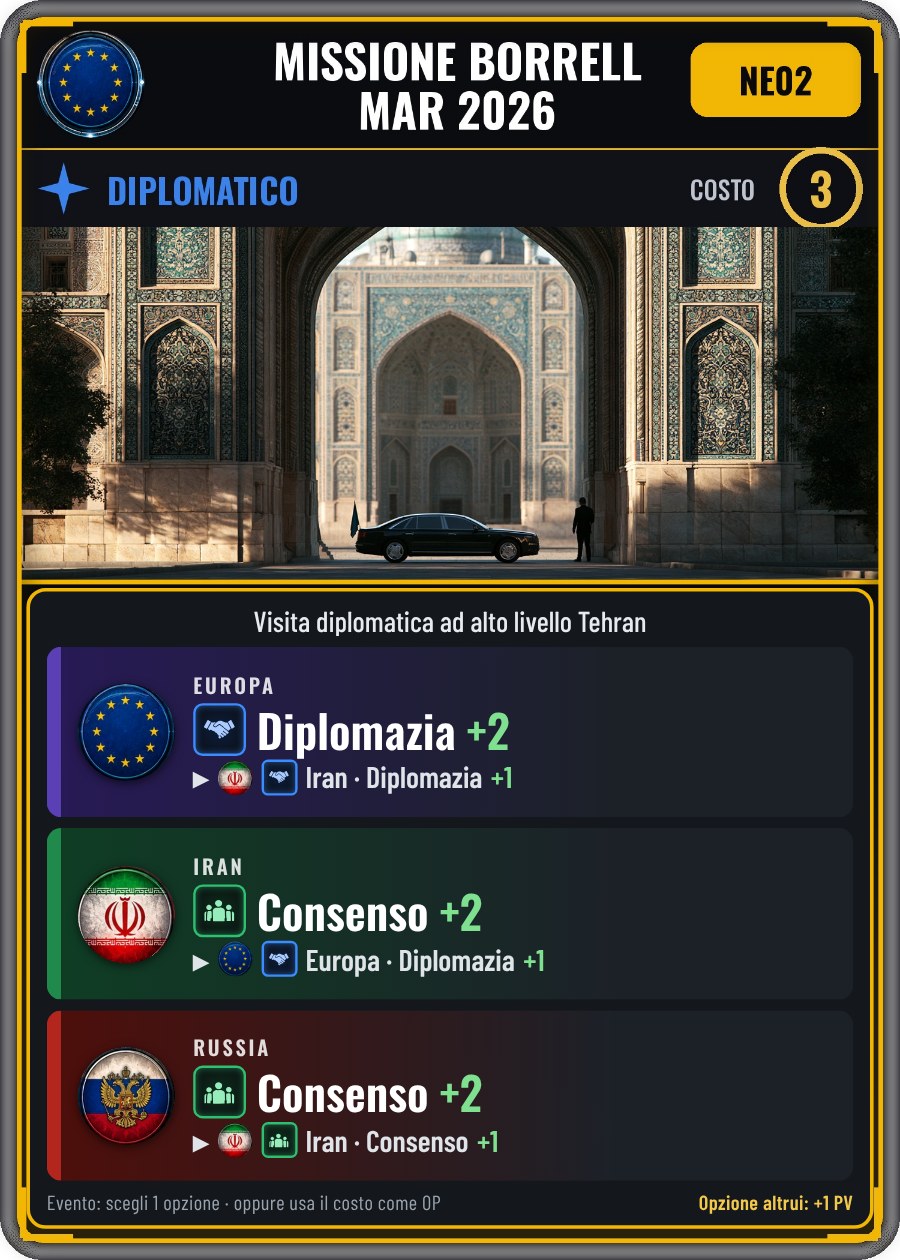 MISSIONE BORRELL
MAR 2026
NE02
DIPLOMATICO
COSTO
3
Visita diplomatica ad alto livello Tehran
EUROPA
Diplomazia +2
▶ Iran · Diplomazia +1
IRAN
Consenso +2
▶ Europa · Diplomazia +1
RUSSIA
Consenso +2
▶ Iran · Consenso +1
Evento: scegli 1 opzione · oppure usa il costo come OP
Opzione altrui: +1 PV